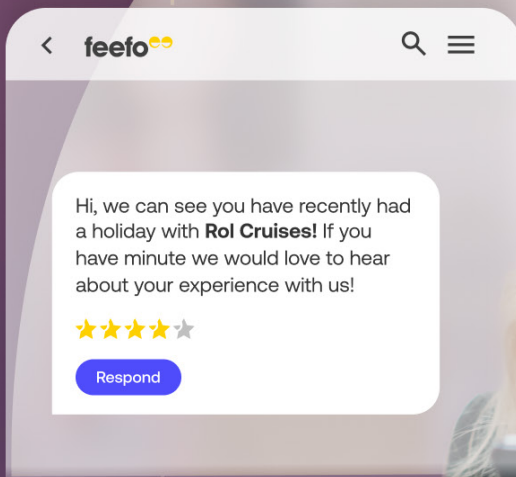 feefo
Hi, we can see you have recently had
a holiday with Rol Cruises! If you
have minute we would love to hear
about your experience with us!
Respond